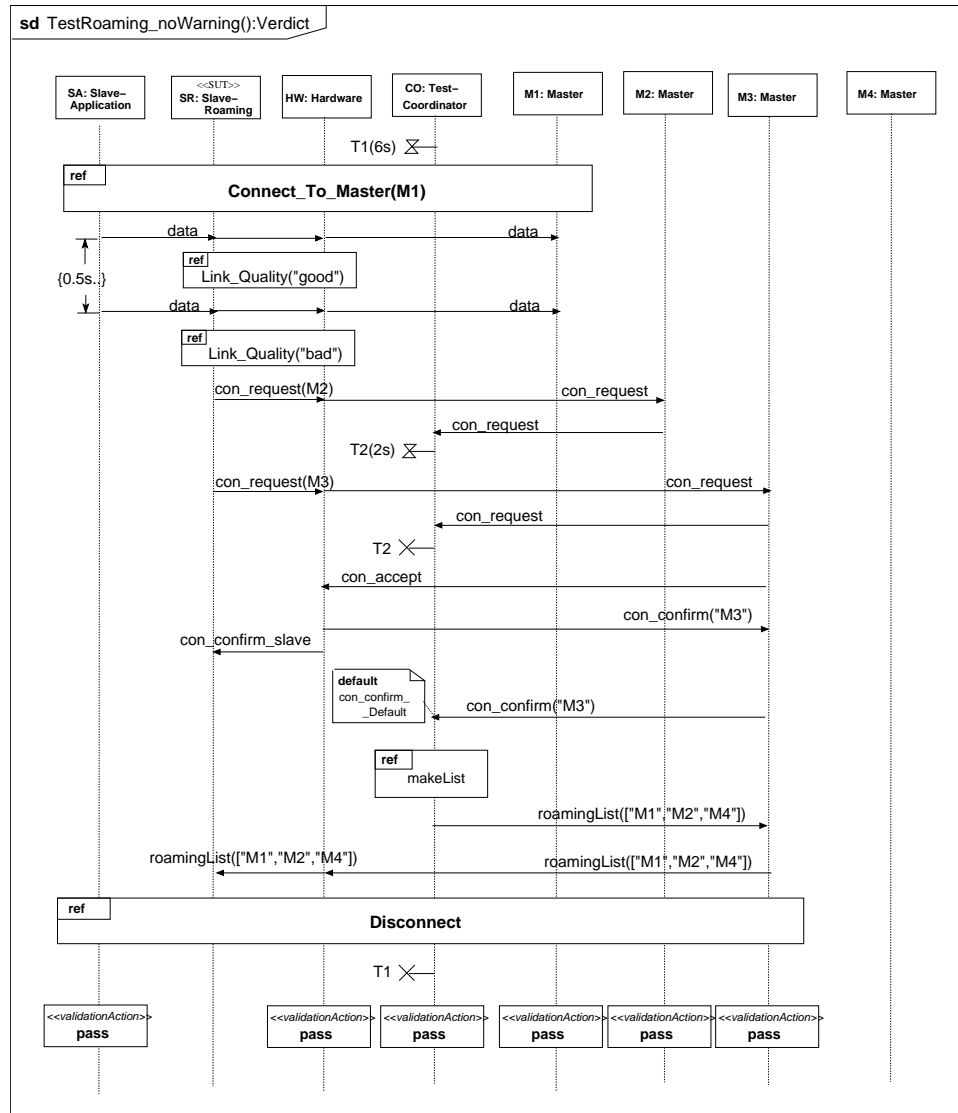 sd TestRoaming_noWarning():Verdict
SA: Slave–
Application
<<SUT>>
SR: Slave–
Roaming
HW: Hardware
CO: Test–
Coordinator
M1: Master
M2: Master
M3: Master
M4: Master
T1(6s)
ref
Connect_To_Master(M1)
data
data
{0.5s..}
ref
Link_Quality("good")
data
data
ref
Link_Quality("bad")
con_request(M2)
con_request
con_request
T2(2s)
con_request(M3)
con_request
con_request
T2
con_accept
con_confirm("M3")
con_confirm_slave
default
con_confirm_
_Default
con_confirm("M3")
ref
makeList
roamingList(["M1","M2","M4"])
roamingList(["M1","M2","M4"])
roamingList(["M1","M2","M4"])
ref
Disconnect
T1
<<validationAction>>
pass
<<validationAction>>
pass
<<validationAction>>
pass
<<validationAction>>
pass
<<validationAction>>
pass
<<validationAction>>
pass